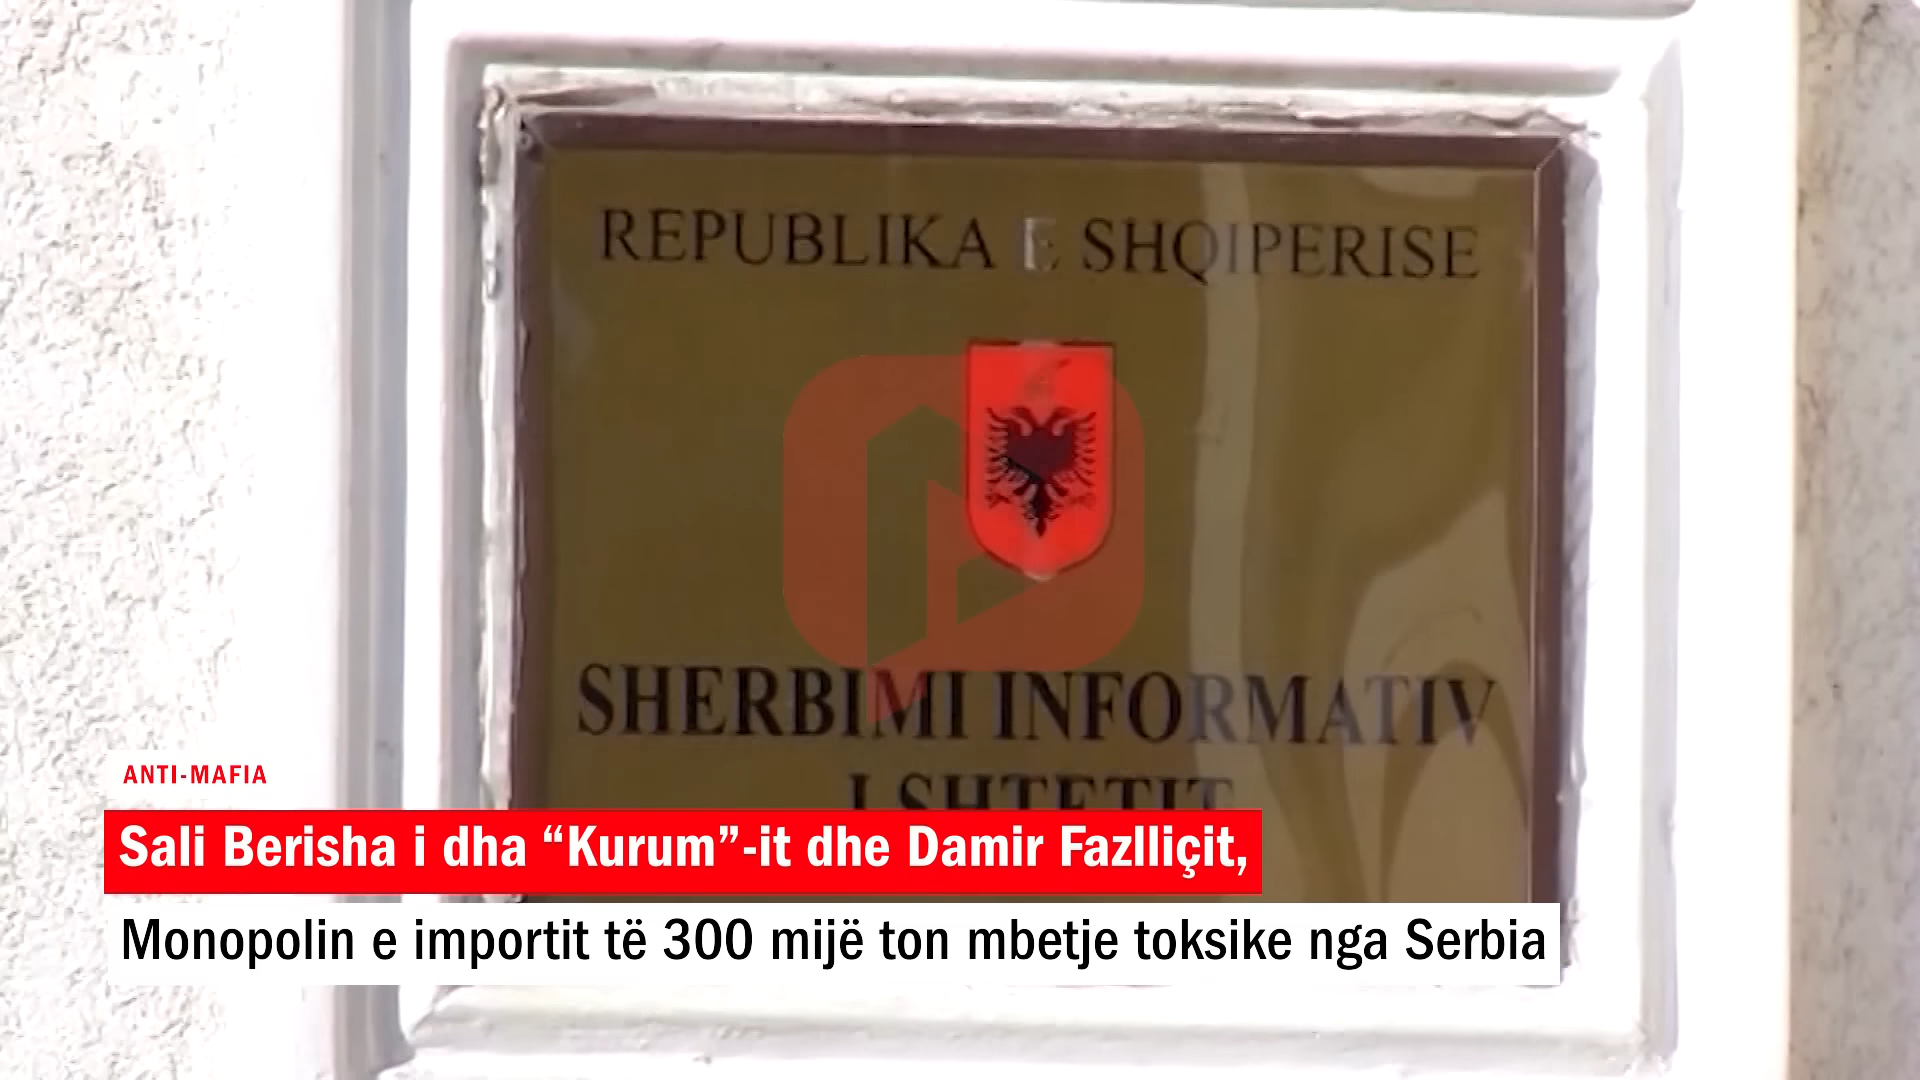 REPUBLIKA E SHQIPERISE
SHERBIMI INFORMATIV
I SHTETIT
ANTI-MAFIA
Sali Berisha i dha “Kurum”-it dhe Damir Fazlliçit,
Monopolin e importit të 300 mijë ton mbetje toksike nga Serbia